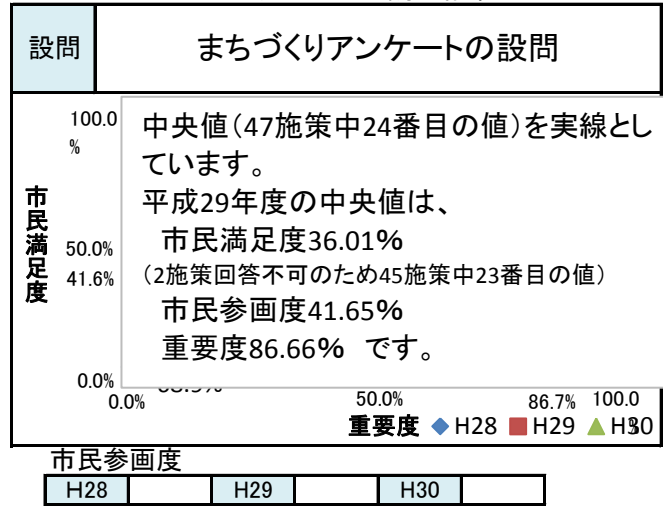 設問
まちづくりアンケートの設問
100.0
%
市民満足度
50.0%
41.6%
0.0%
中央値（47施策中24番目の値）を実線とし
ています。
平成29年度の中央値は、
市民満足度36.01%
（2施策回答不可のため45施策中23番目の値）
市民参画度41.65%
重要度86.66% です。
0.0%
50.0%
86.7%
100.0
重要度 ◆H28 ■H29 ▲H30
市民参画度
H28 H29 H30